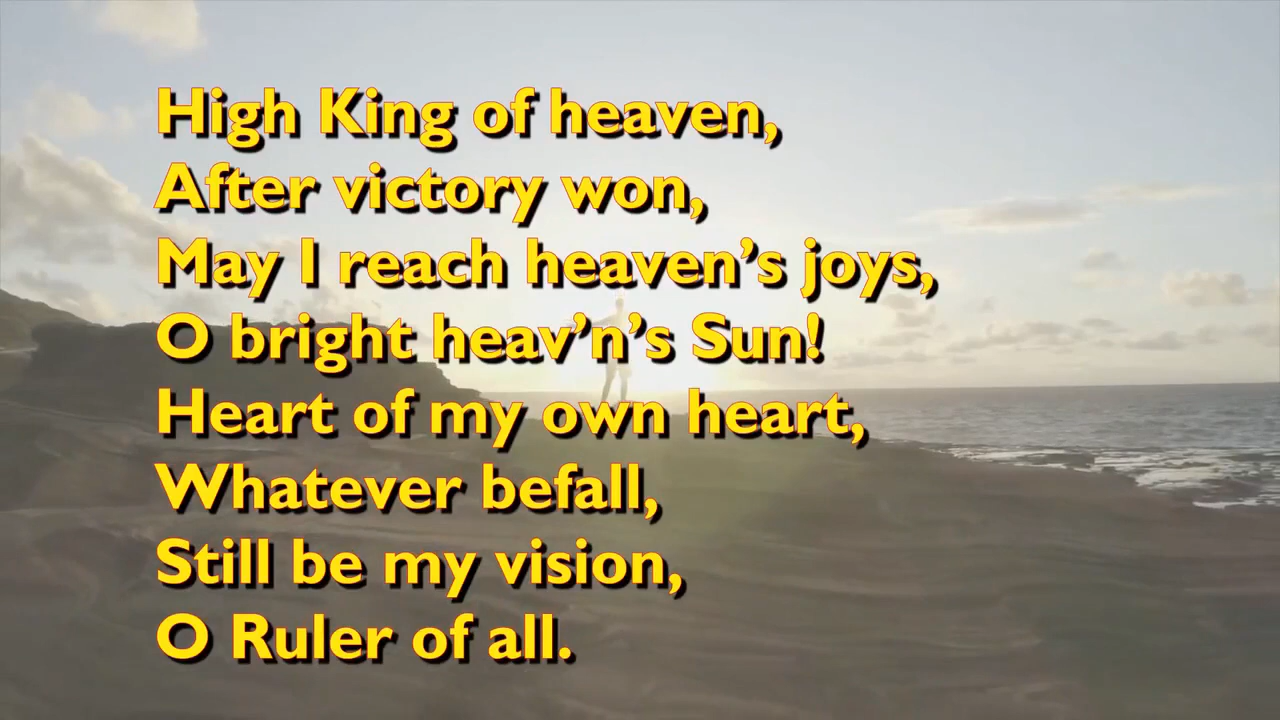 High King of heaven,
After victory won,
May I reach heaven’s joys,
O bright heav’n’s Sun!
Heart of my own heart,
Whatever befall,
Still be my vision,
O Ruler of all.